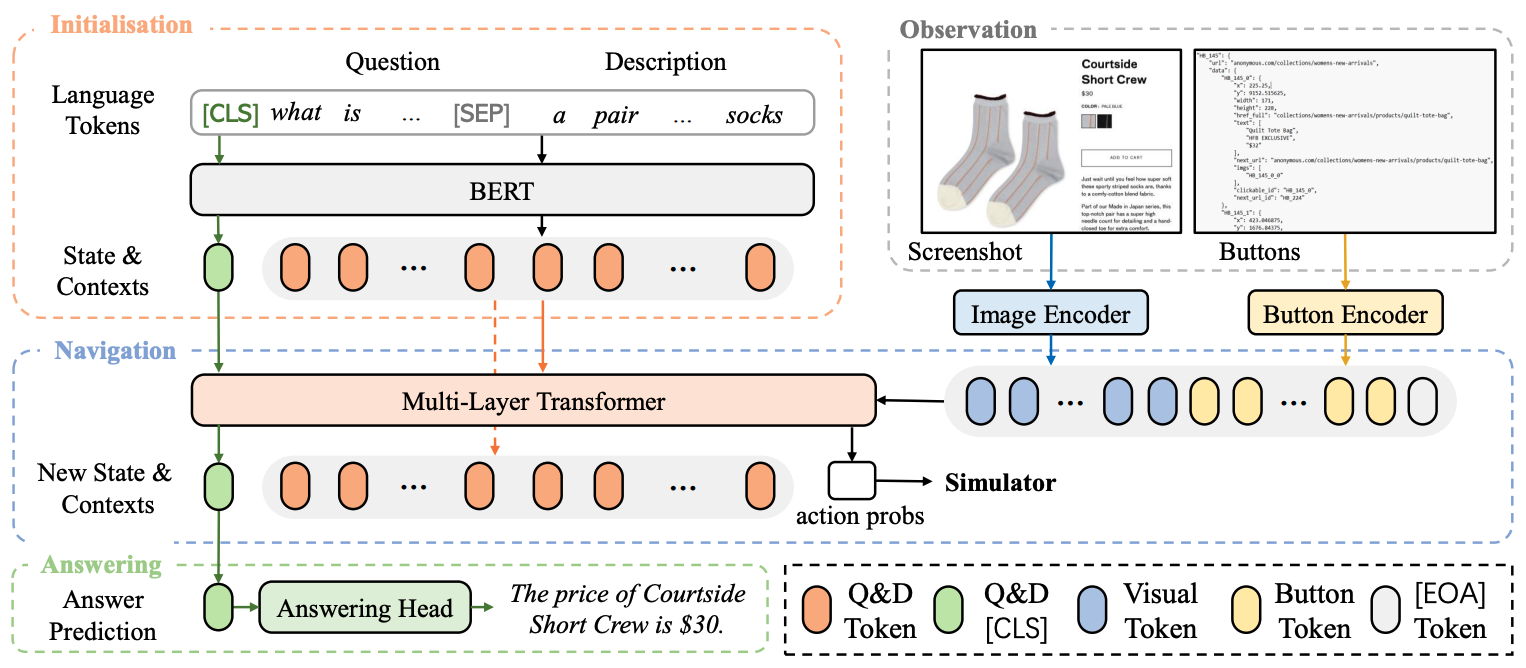 Initialisation
Question
Description
Language
Tokens
[CLS] what is ... [SEP] a pair ... socks
BERT
State &
Contexts
...
...
Observation
Courtside
Short Crew
$30
COLOR : PALE BLUE
ADD TO CART
Just wait until you feel how super soft
these sporty striped socks are, thanks
to a comfy-cotton blend fabric.
Part of our Made in Japan series, this
top-notch pair has a super high
needle count for detailing and a hand-
closed toe for extra comfort.
"HB_145": {
"url": "anonymous.com/collections/womens-new-arrivals",
"data": {
"HB_145_0": {
"x": 225.25,
"y": 9152.515625,
"width": 171,
"height": 228,
"href_full": "collections/womens-new-arrivals/products/quilt-tote-bag",
"text": [
"Quilt Tote Bag",
"HFB EXCLUSIVE",
"$32"
],
"next_url": "anonymous.com/collections/womens-new-arrivals/products/quilt-tote-bag",
"imgs": [
"HB_145_0_0"
],
"clickable_id": "HB_145_0",
"next_uri_id": "HB_224"
},
"HB_145_1": {
"x": 423.046875,
"y": 1676.84375,
Screenshot
Buttons
Image Encoder
Button Encoder
Navigation
Multi-Layer Transformer
...
...
New State &
Contexts
...
...
action probs
Simulator
Answering
Answer
Prediction
Answering Head
The price of Courtside
Short Crew is $30.
Q&D
Token
Q&D
[CLS]
Visual
Token
Button
Token
[EOA]
Token